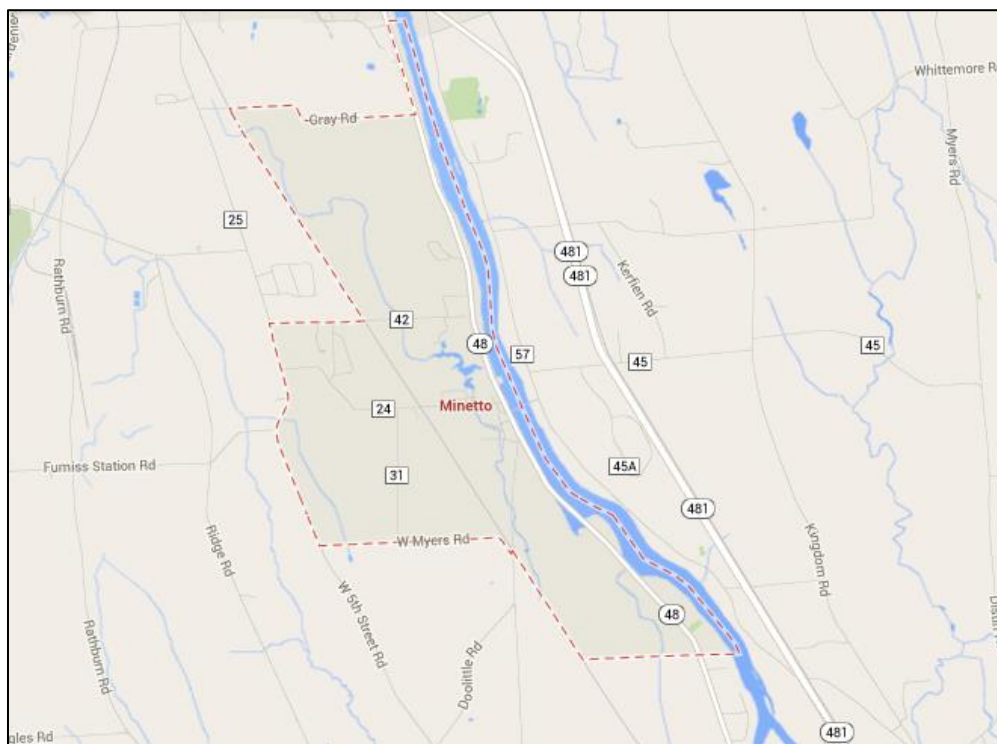 Whittemore Rd
Gray Rd
Myers Rd
25
481
481
Kerfien Rd
Rathburn Rd
42
48
57
45
45
Minetto
24
45A
Furniss Station Rd
31
481
W Myers Rd
Ridge Rd
Kingdom Rd
W 5th Street Rd
48
Rathburn Rd
Doolittle Rd
481
gles Rd